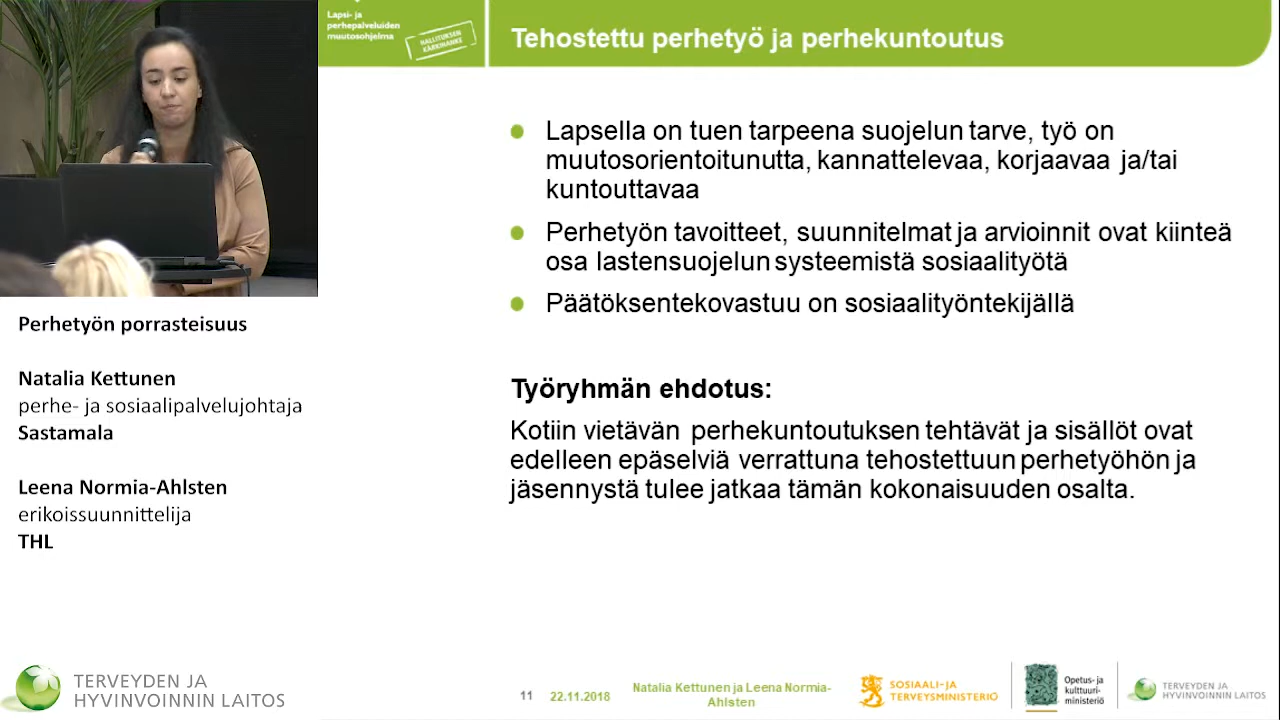 Lapsi- ja
perhepalveluiden
muutosohjelma
HALLITUKSEN
KÄRKIHANKE
Tehostettu perhetyö ja perhekuntoutus
Lapsella on tuen tarpeena suojelun tarve, työ on
muutosorientoitunutta, kannattelevaa, korjaavaa ja/tai
kuntouttavaa
Perhetyön tavoitteet, suunnitelmat ja arvioinnit ovat kiinteä
osa lastensuojelun systeemistä sosiaalityötä
Päätöksentekovastuu on sosiaalityöntekijällä
Työryhmän ehdotus:
Kotiin vietävän perhekuntoutuksen tehtävät ja sisällöt ovat
edelleen epäselviä verrattuna tehostettuun perhetyöhön ja
jäsennystä tulee jatkaa tämän kokonaisuuden osalta.
Perhetyön porrasteisuus
Natalia Kettunen
perhe- ja sosiaalipalvelujohtaja
Sastamala
Leena Normia-Ahlsten
erikoissuunnittelija
THL
TERVEYDEN JA
HYVINVOINNIN LAITOS
11
22.11.2018
Natalia Kettunen ja Leena Normia-
Ahlsten
SOSIAALI- JA
TERVEYSMINISTERIÖ
Opetus- ja
kulttuuri-
ministeriö
TERVEYDEN JA
HYVINVOINNIN LAITOS